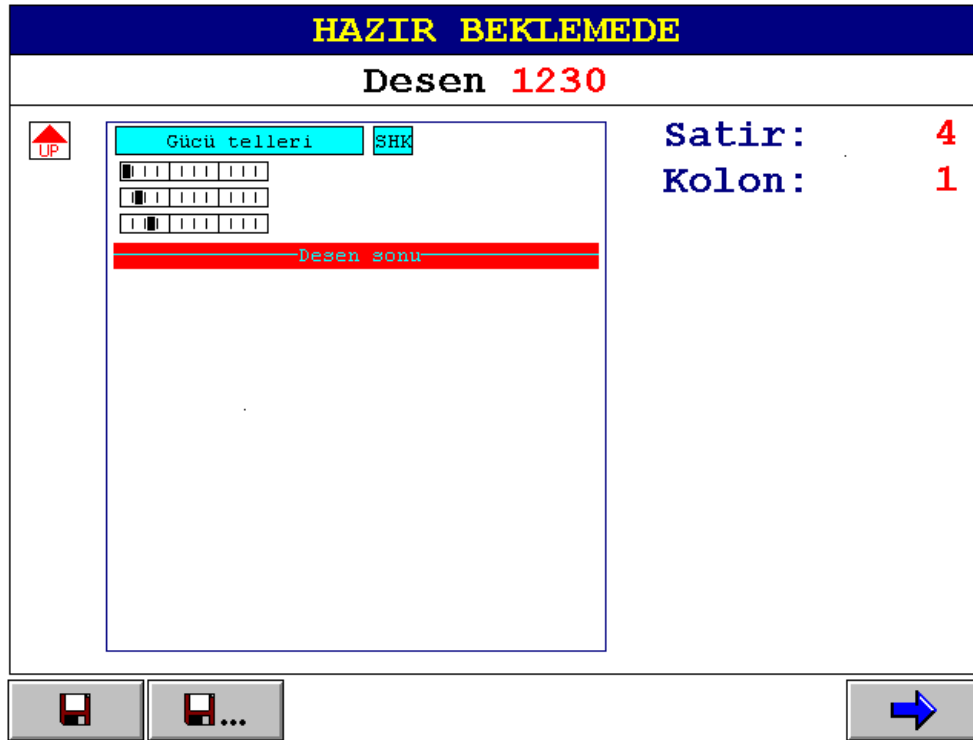 HAZIR BEKLEMEDE
Desen 1230
UP
Gücü telleri SHK
Desen sonu
Satir: 4
Kolon: 1
...